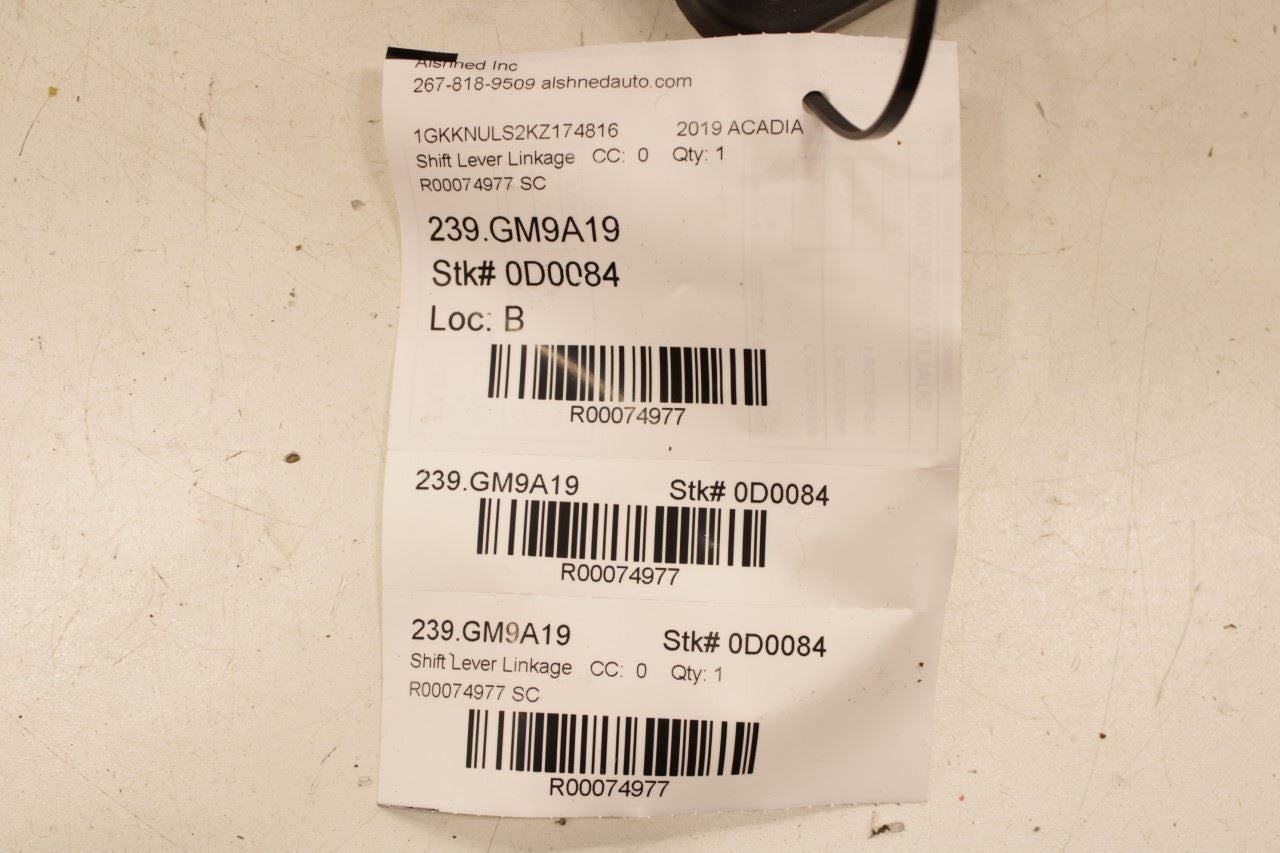 Alshned Inc
267-818-9509 alshnedauto.com
1GKKNULS2KZ174816 2019 ACADIA
Shift Lever Linkage CC: 0 Qty: 1
R00074977 SC
239.GM9A19
Stk# 0D0084
Loc: B
R00074977
239.GM9A19 Stk# 0D0084
R00074977
239.GM9A19 Stk# 0D0084
Shift Lever Linkage CC: 0 Qty: 1
R00074977 SC
R00074977